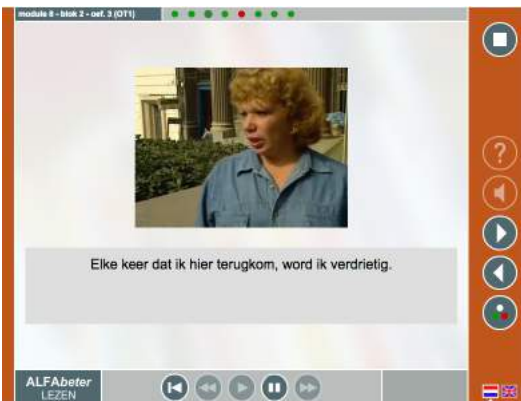 module 8 - blok 2 - oef. 3 (OT1)
?
Elke keer dat ik hier terugkom, word ik verdrietig.
ALFAbeter
LEZEN